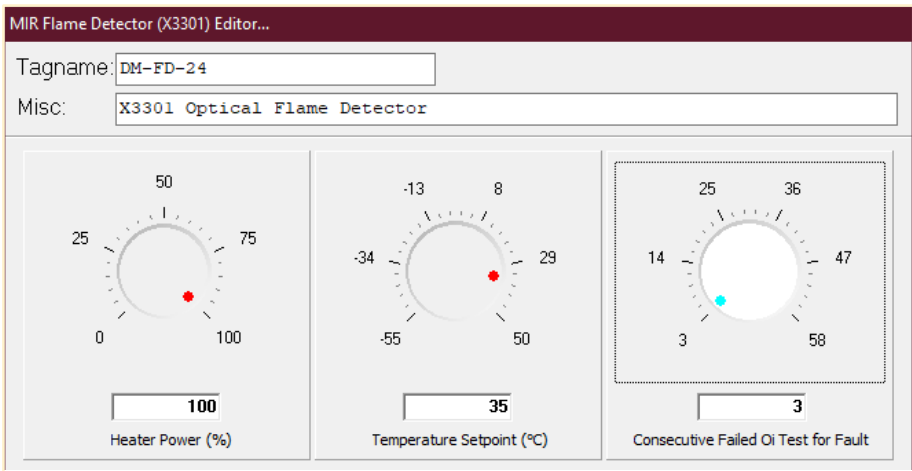 MIR Flame Detector (X3301) Editor...
Tagname: DM-FD-24
Misc: X3301 Optical Flame Detector
50
25 75
0 100
100
Heater Power (%)
-13 8
-34 29
-55 50
35
Temperature Setpoint (ºC)
25 36
14 47
3 58
3
Consecutive Failed Oi Test for Fault